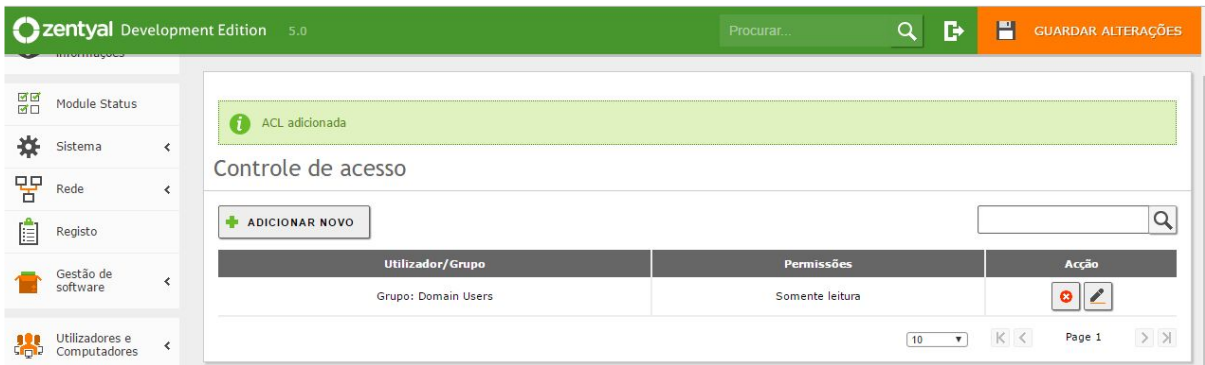 zentyal Development Edition 5.0
Procurar...
GUARDAR ALTERAÇÕES
Informações
Module Status
Sistema
Rede
Registo
Gestão de
software
Utilizadores e
Computadores
ACL adicionada
Controle de acesso
ADICIONAR NOVO
Utilizador/Grupo Permissões Acção
Grupo: Domain Users Somente leitura
10 Page 1